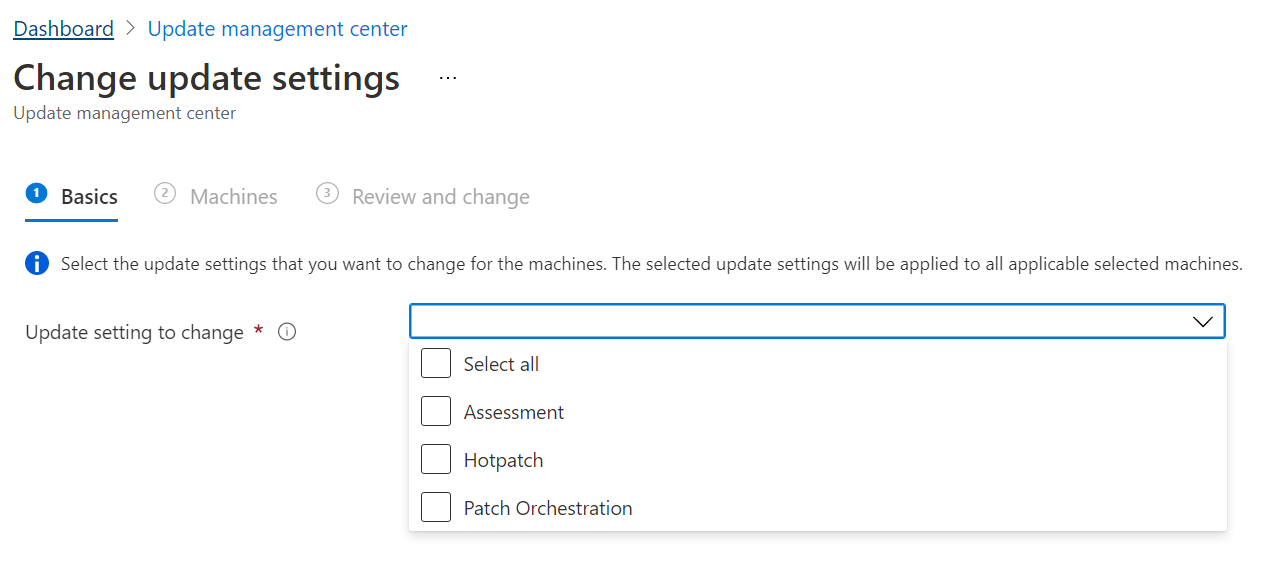 Dashboard > Update management center
Change update settings ...
Update management center
1 Basics 2 Machines 3 Review and change
Select the update settings that you want to change for the machines. The selected update settings will be applied to all applicable selected machines.
Update setting to change *
Select all
Assessment
Hotpatch
Patch Orchestration